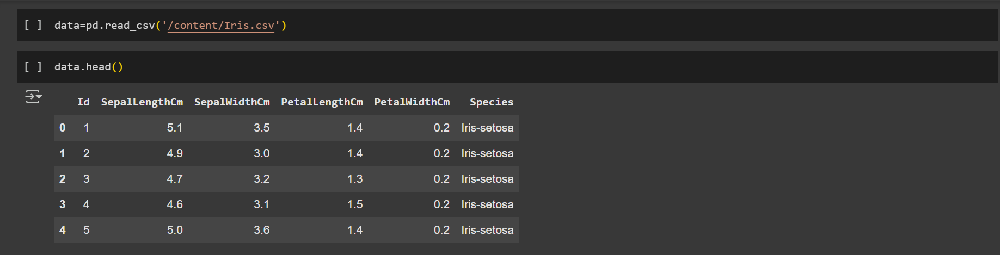 [ ] data=pd.read_csv('/content/Iris.csv')
[ ] data.head()
Id SepalLengthCm SepalWidthCm PetalLengthCm PetalWidthCm Species
0 1 5.1 3.5 1.4 0.2 Iris-setosa
1 2 4.9 3.0 1.4 0.2 Iris-setosa
2 3 4.7 3.2 1.3 0.2 Iris-setosa
3 4 4.6 3.1 1.5 0.2 Iris-setosa
4 5 5.0 3.6 1.4 0.2 Iris-setosa